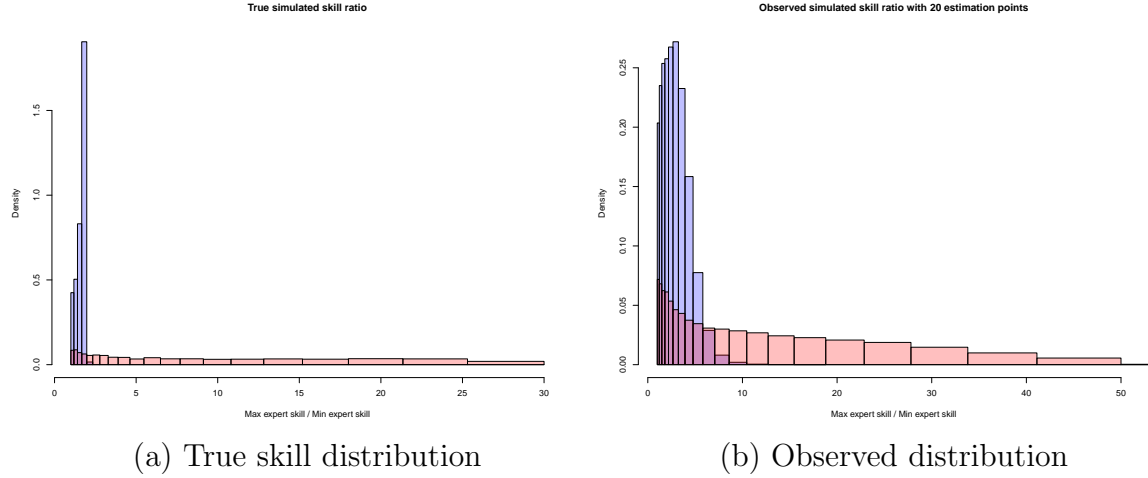 True simulated skill ratio
Density
0.0 0.5 1.0 1.5
0 5 10 15 20 25 30
Max expert skill / Min expert skill
(a) True skill distribution
Observed simulated skill ratio with 20 estimation points
Density
0.00 0.05 0.10 0.15 0.20 0.25
0 10 20 30 40 50
Max expert skill / Min expert skill
(b) Observed distribution